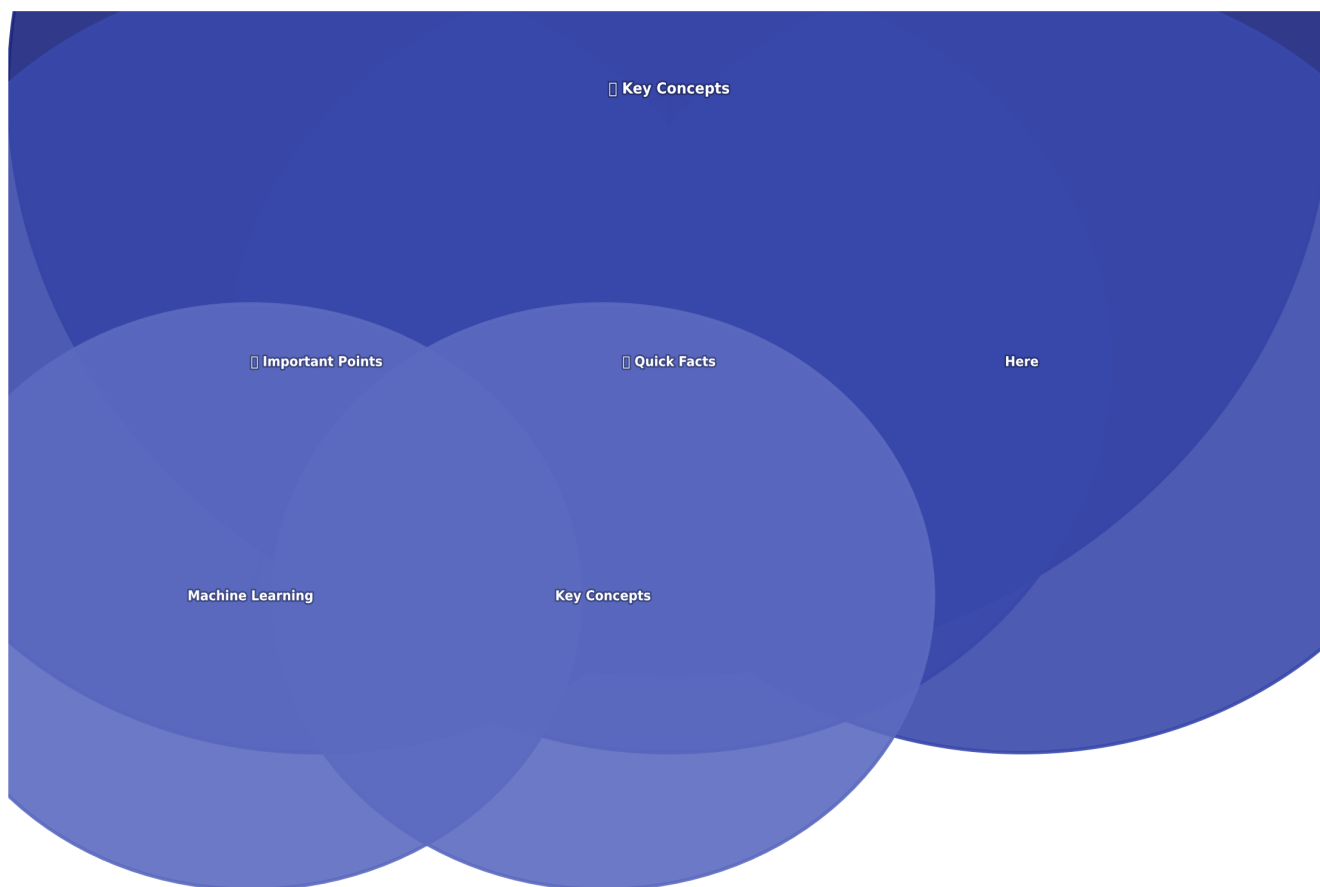 Key Concepts
Important Points
Quick Facts
Here
Machine Learning
Key Concepts